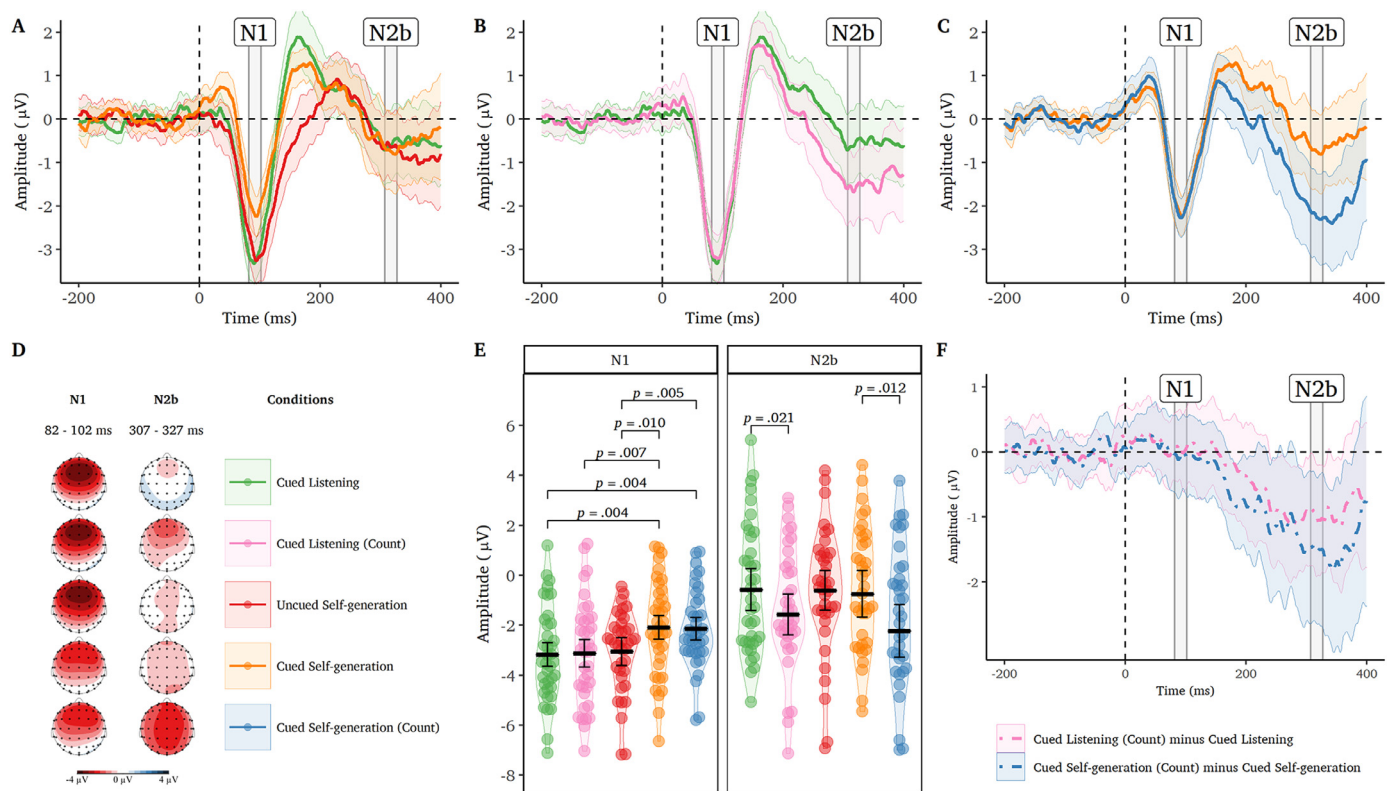 A
N1
N2b
2
1
0
-1
-2
-3
Amplitude ( μV)
-200
0
200
400
Time (ms)
B
N1
N2b
2
1
0
-1
-2
-3
Amplitude ( μV)
-200
0
200
400
Time (ms)
C
N1
N2b
2
1
0
-1
-2
-3
Amplitude ( μV)
-200
0
200
400
Time (ms)
D
N1 N2b Conditions
82 - 102 ms 307 - 327 ms
Cued Listening
Cued Listening (Count)
Uncued Self-generation
Cued Self-generation
Cued Self-generation (Count)
-4 μV 0 μV 4 μV
E
N1 N2b
p = .005
p = .010
p = .007
p = .004
p = .004
p = .021
p = .012
6
4
2
0
-2
-4
-6
-8
Amplitude ( μV)
F
N1
N2b
1
0
-1
-2
Amplitude ( μV)
-200
0
200
400
Time (ms)
Cued Listening (Count) minus Cued Listening
Cued Self-generation (Count) minus Cued Self-generation